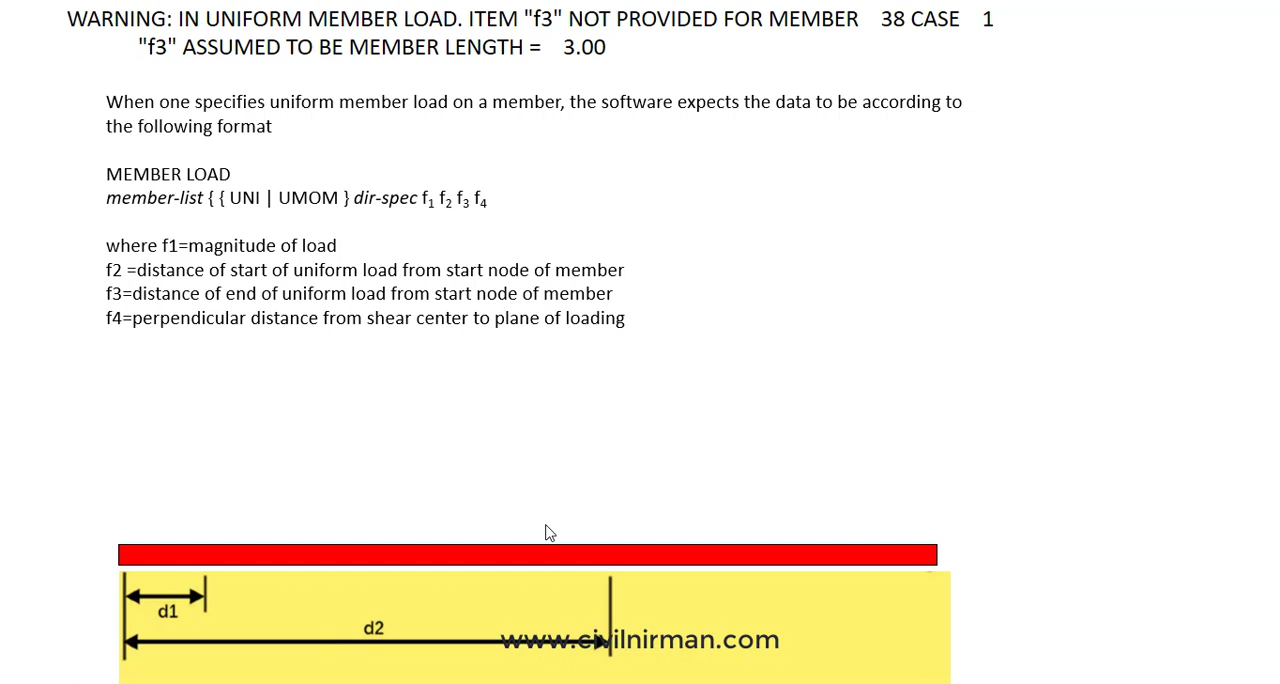 WARNING: IN UNIFORM MEMBER LOAD. ITEM "f3" NOT PROVIDED FOR MEMBER 38 CASE 1
"f3" ASSUMED TO BE MEMBER LENGTH = 3.00
When one specifies uniform member load on a member, the software expects the data to be according to
the following format
MEMBER LOAD
member-list { { UNI | UMOM } dir-spec f1 f2 f3 f4
where f1=magnitude of load
f2 =distance of start of uniform load from start node of member
f3=distance of end of uniform load from start node of member
f4=perpendicular distance from shear center to plane of loading
d1
d2
www.civilnirman.com